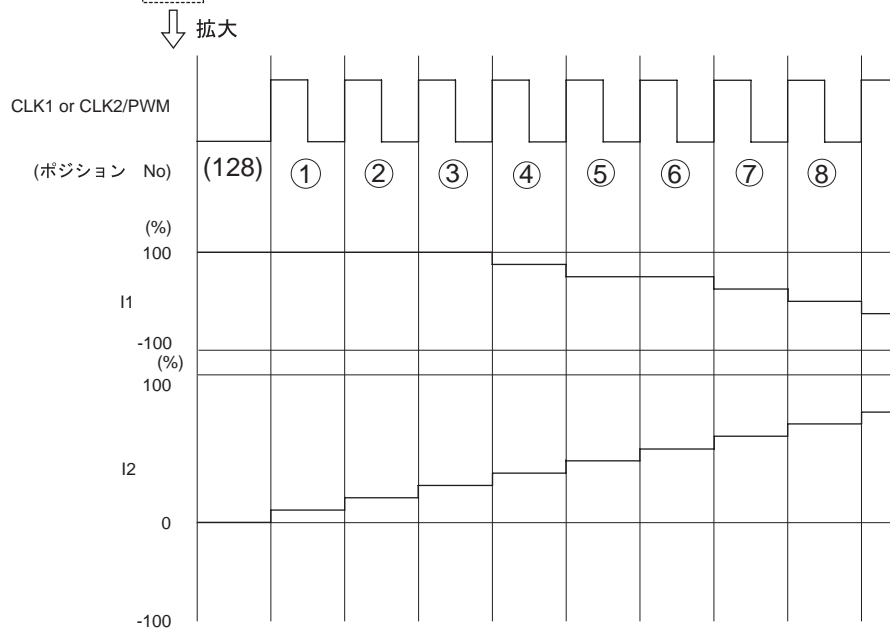 拡大
CLK1 or CLK2/PWM
(ポジション No) (128) ① ② ③ ④ ⑤ ⑥ ⑦ ⑧
(%)
100
I1
-100
(%)
100
I2
0
-100